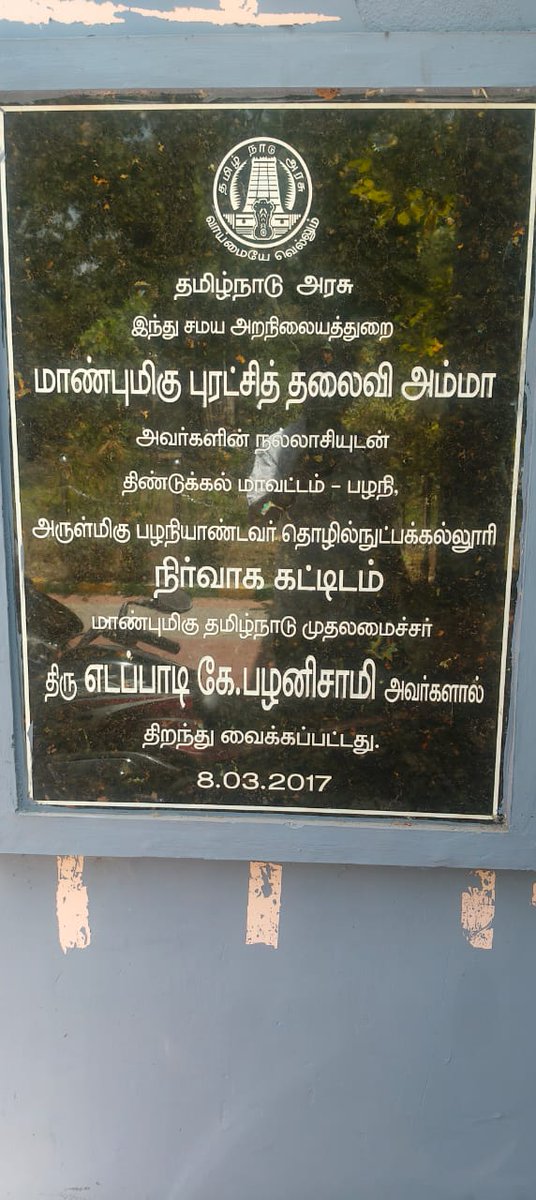 தமிழ் நாடு அரசு
வாய்மையே வெல்லும்
தமிழ்நாடு அரசு
இந்து சமய அறநிலையத்துறை
மாண்புமிகு புரட்சித் தலைவி அம்மா
அவர்களின் நல்லாசியுடன்
திண்டுக்கல் மாவட்டம் – பழநி,
அருள்மிகு பழநியாண்டவர் தொழில்நுட்பக்கல்லூரி
நிர்வாக கட்டிடம்
மாண்புமிகு தமிழ்நாடு முதலமைச்சர்
திரு எடப்பாடி கே.பழனிசாமி அவர்களால்
திறந்து வைக்கப்பட்டது.
8.03.2017